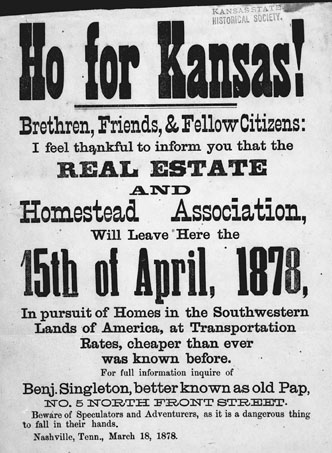 KANSAS STATE
HISTORICAL SOCIETY.
Ho for Kansas!
Brethren, Friends, & Fellow Citizens:
I feel thankful to inform you that the
REAL ESTATE
AND
Homestead Association,
Will Leave Here the
15th of April, 1878,
In pursuit of Homes in the Southwestern
Lands of America, at Transportation
Rates, cheaper than ever
was known before.
For full information inquire of
Benj. Singleton, better known as old Pap,
NO. 5 NORTH FRONT STREET.
Beware of Speculators and Adventurers, as it is a dangerous thing
to fall in their hands.
Nashville, Tenn., March 18, 1878.